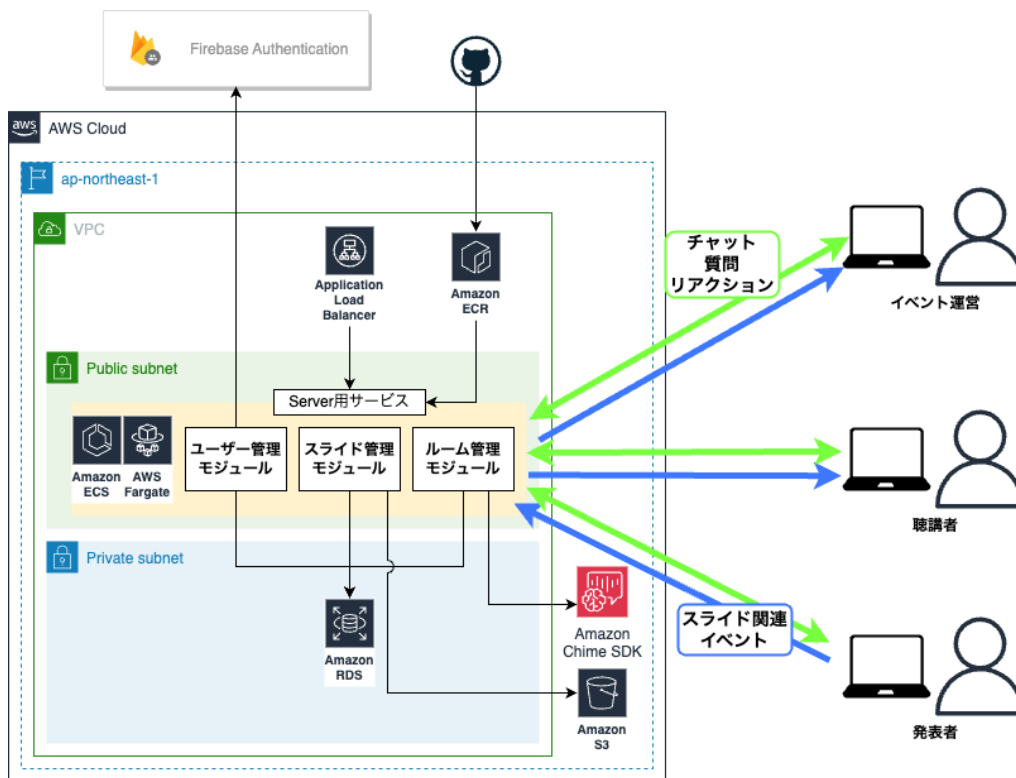 Firebase Authentication
aws
AWS Cloud
ap-northeast-1
VPC
Application
Load
Balancer
Amazon
ECR
チャット
質問
リアクション
イベント運営
Public subnet
Server用サービス
Amazon
ECS
AWS
Fargate
ユーザー管理
モジュール
スライド管理
モジュール
ルーム管理
モジュール
聴講者
Private subnet
Amazon
RDS
Amazon
Chime SDK
スライド関連
イベント
Amazon
S3
発表者